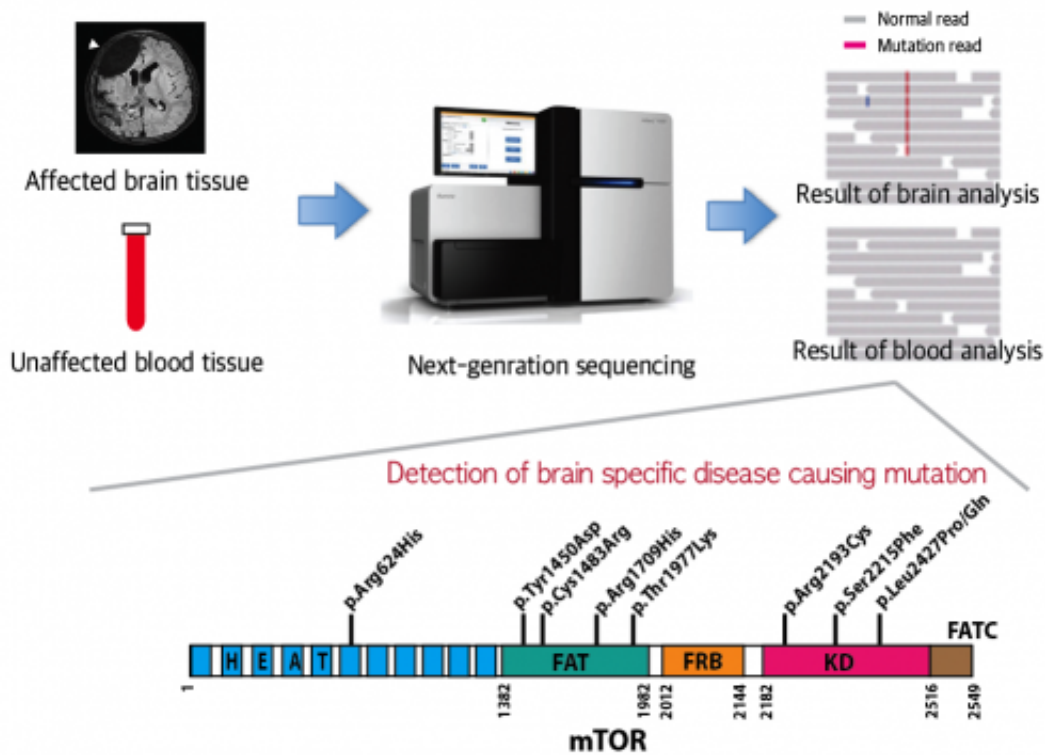 Normal read
Mutation read
Affected brain tissue
Result of brain analysis
Unaffected blood tissue
Next-genration sequencing
Result of blood analysis
Detection of brain specific disease causing mutation
p.Arg624His
p.Tyr1450Asp
p.Cys1483Arg
p.Arg1709His
p.Thr1977Lys
p.Arg2193Cys
p.Ser2215Phe
p.Leu2427Pro/Gln
FATC
H E A T
FAT
FRB
KD
1
1382
1982
2012
2144
2182
2516
2549
mTOR